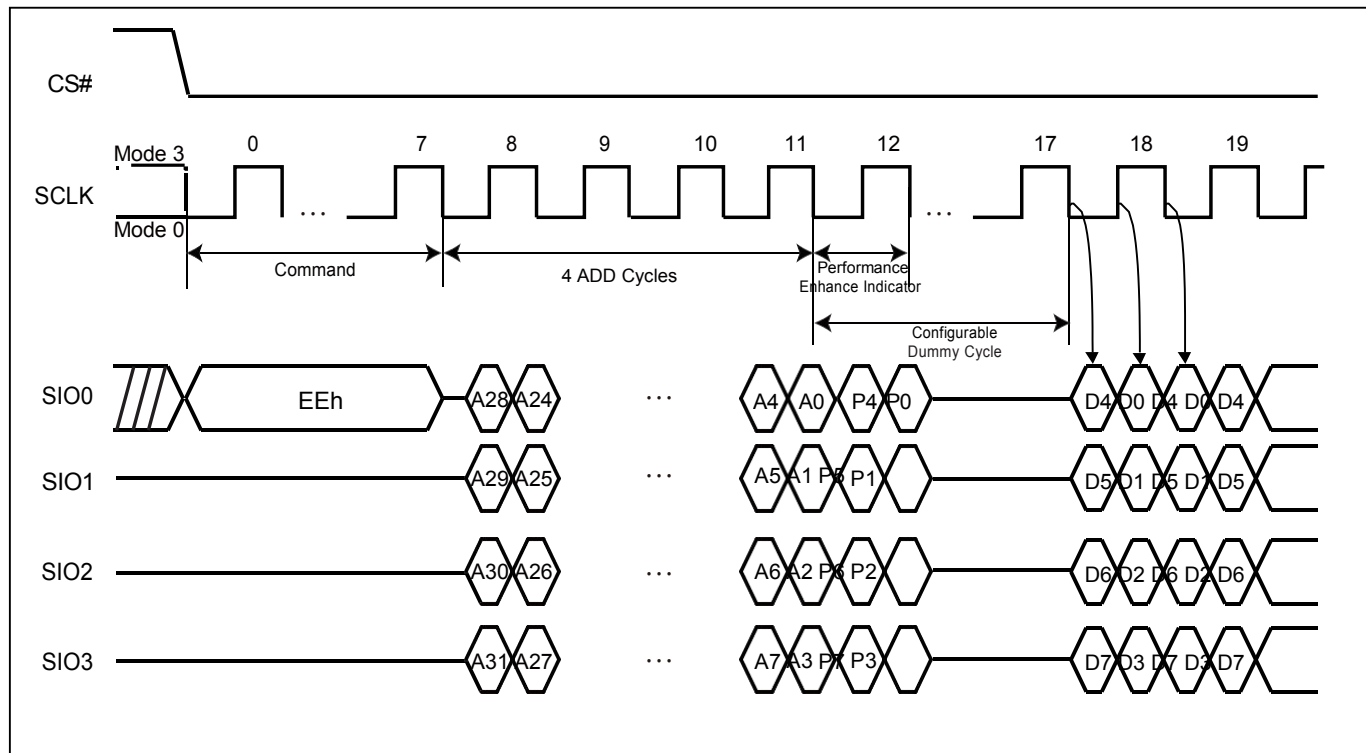 CS#
0 7 8 9 10 11 12 17 18 19
Mode 3
SCLK
...
...
Mode 0
Command
4 ADD Cycles
Performance
Enhance Indicator
Configurable
Dummy Cycle
SIO0 EEh A28 A24 ... A4 A0 P4 P0 D4 D0 D4 D0 D4
SIO1 A29 A25 ... A5 A1 P5 P1 D5 D1 D5 D1 D5
SIO2 A30 A26 ... A6 A2 P6 P2 D6 D2 D6 D2 D6
SIO3 A31 A27 ... A7 A3 P7 P3 D7 D3 D7 D3 D7